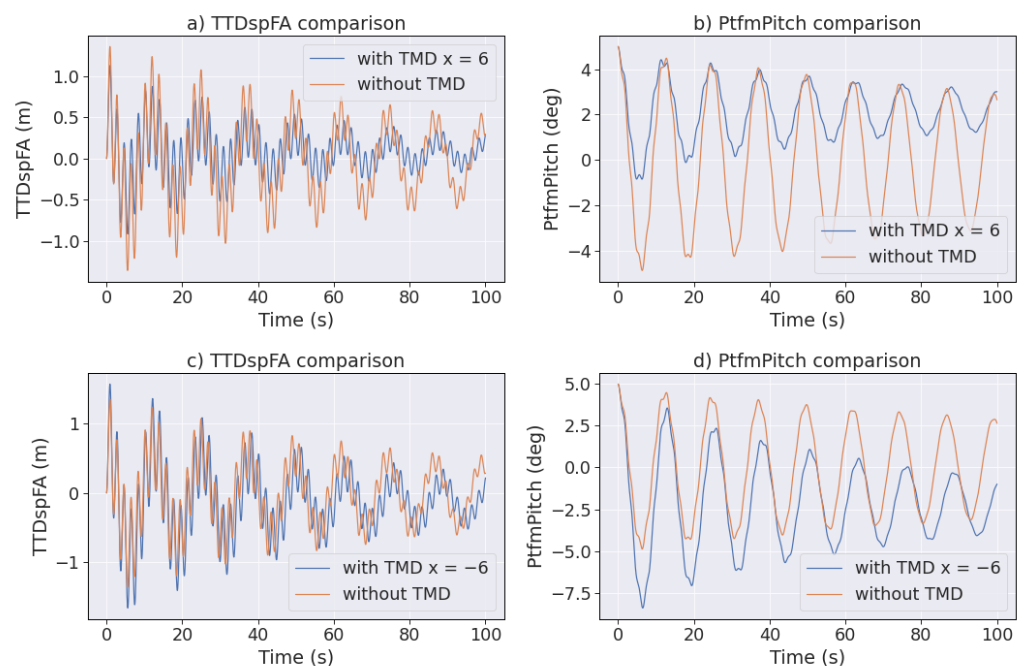 a) TTDspFA comparison
TTDspFA (m)
1.0
0.5
0.0
−0.5
−1.0
with TMD x = 6
without TMD
0 20 40 60 80 100
Time (s)
b) PtfmPitch comparison
PtfmPitch (deg)
4
2
0
−2
−4
with TMD x = 6
without TMD
0 20 40 60 80 100
Time (s)
c) TTDspFA comparison
TTDspFA (m)
1
0
−1
with TMD x = −6
without TMD
0 20 40 60 80 100
Time (s)
d) PtfmPitch comparison
PtfmPitch (deg)
5.0
2.5
0.0
−2.5
−5.0
−7.5
with TMD x = −6
without TMD
0 20 40 60 80 100
Time (s)